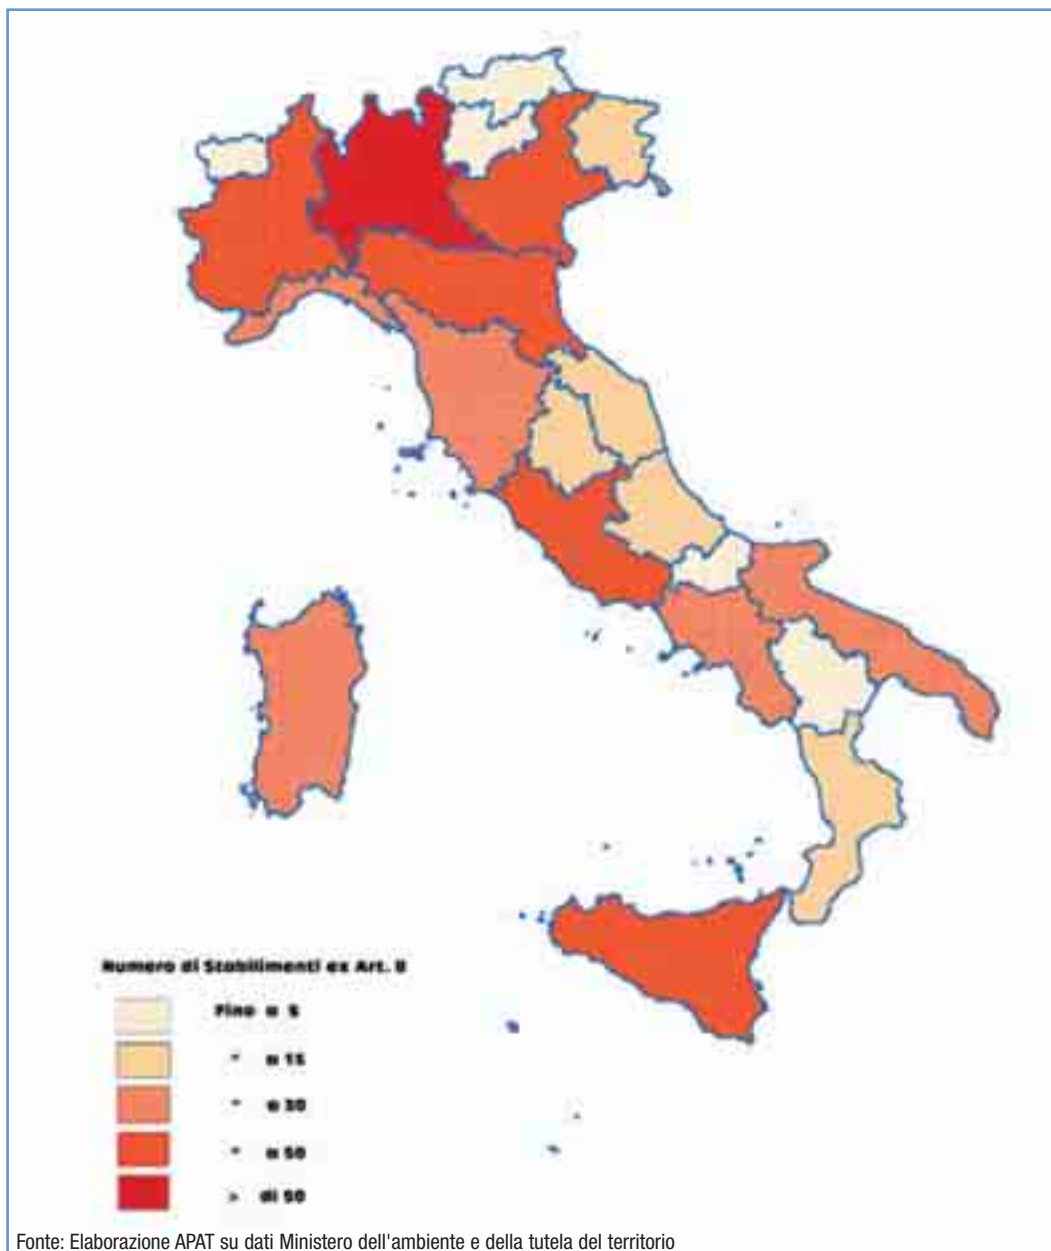 Numero di Stabilimenti ex Art. 8
Fino a 5
" a 15
" a 30
" a 50
> di 50
Fonte: Elaborazione APAT su dati Ministero dell'ambiente e della tutela del territorio